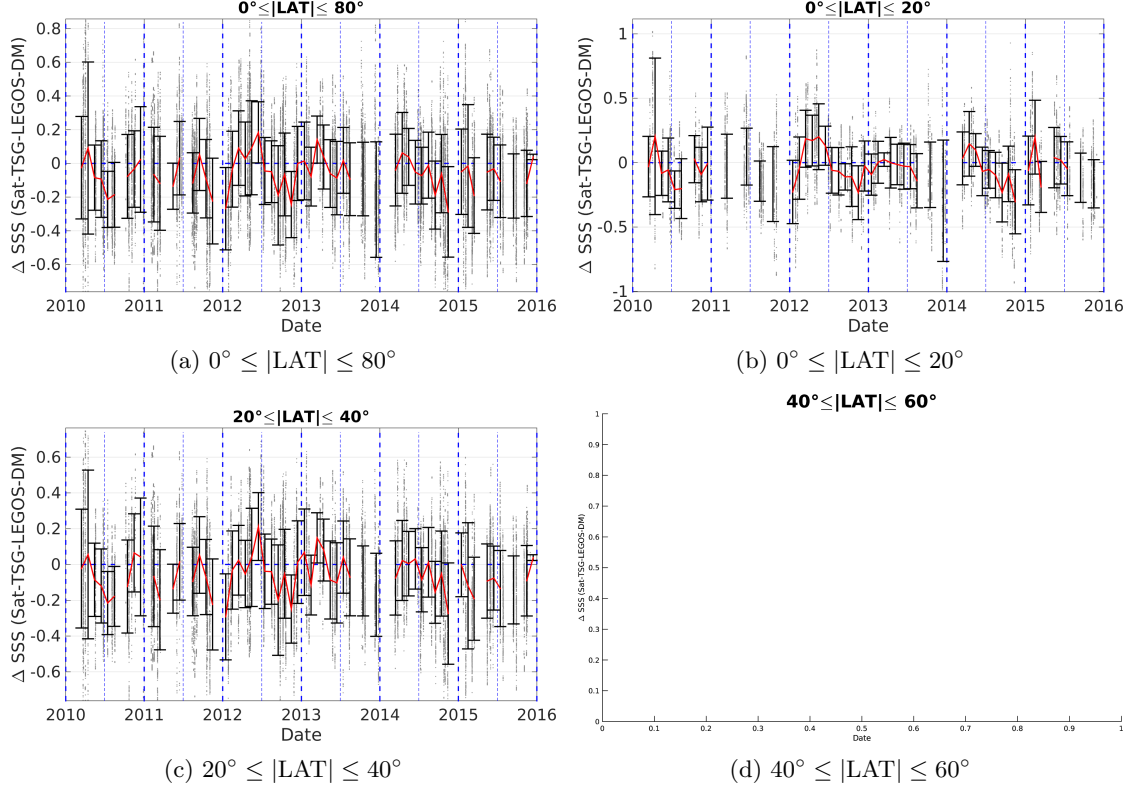 0°≤|LAT|≤ 80°
0.8
0.6
0.4
0.2
0
-0.2
-0.4
-0.6
Δ SSS (Sat-TSG-LEGOS-DM)
2010 2011 2012 2013 2014 2015 2016
Date
(a) 0° ≤ |LAT| ≤ 80°
0°≤|LAT|≤ 20°
1
0.5
0
-0.5
-1
Δ SSS (Sat-TSG-LEGOS-DM)
2010 2011 2012 2013 2014 2015 2016
Date
(b) 0° ≤ |LAT| ≤ 20°
20°≤|LAT|≤ 40°
0.6
0.4
0.2
0
-0.2
-0.4
-0.6
Δ SSS (Sat-TSG-LEGOS-DM)
2010 2011 2012 2013 2014 2015 2016
Date
(c) 20° ≤ |LAT| ≤ 40°
40°≤|LAT|≤ 60°
1
0.9
0.8
0.7
0.6
0.5
0.4
0.3
0.2
0.1
0
Δ SSS (Sat-TSG-LEGOS-DM)
0 0.1 0.2 0.3 0.4 0.5 0.6 0.7 0.8 0.9 1
Date
(d) 40° ≤ |LAT| ≤ 60°